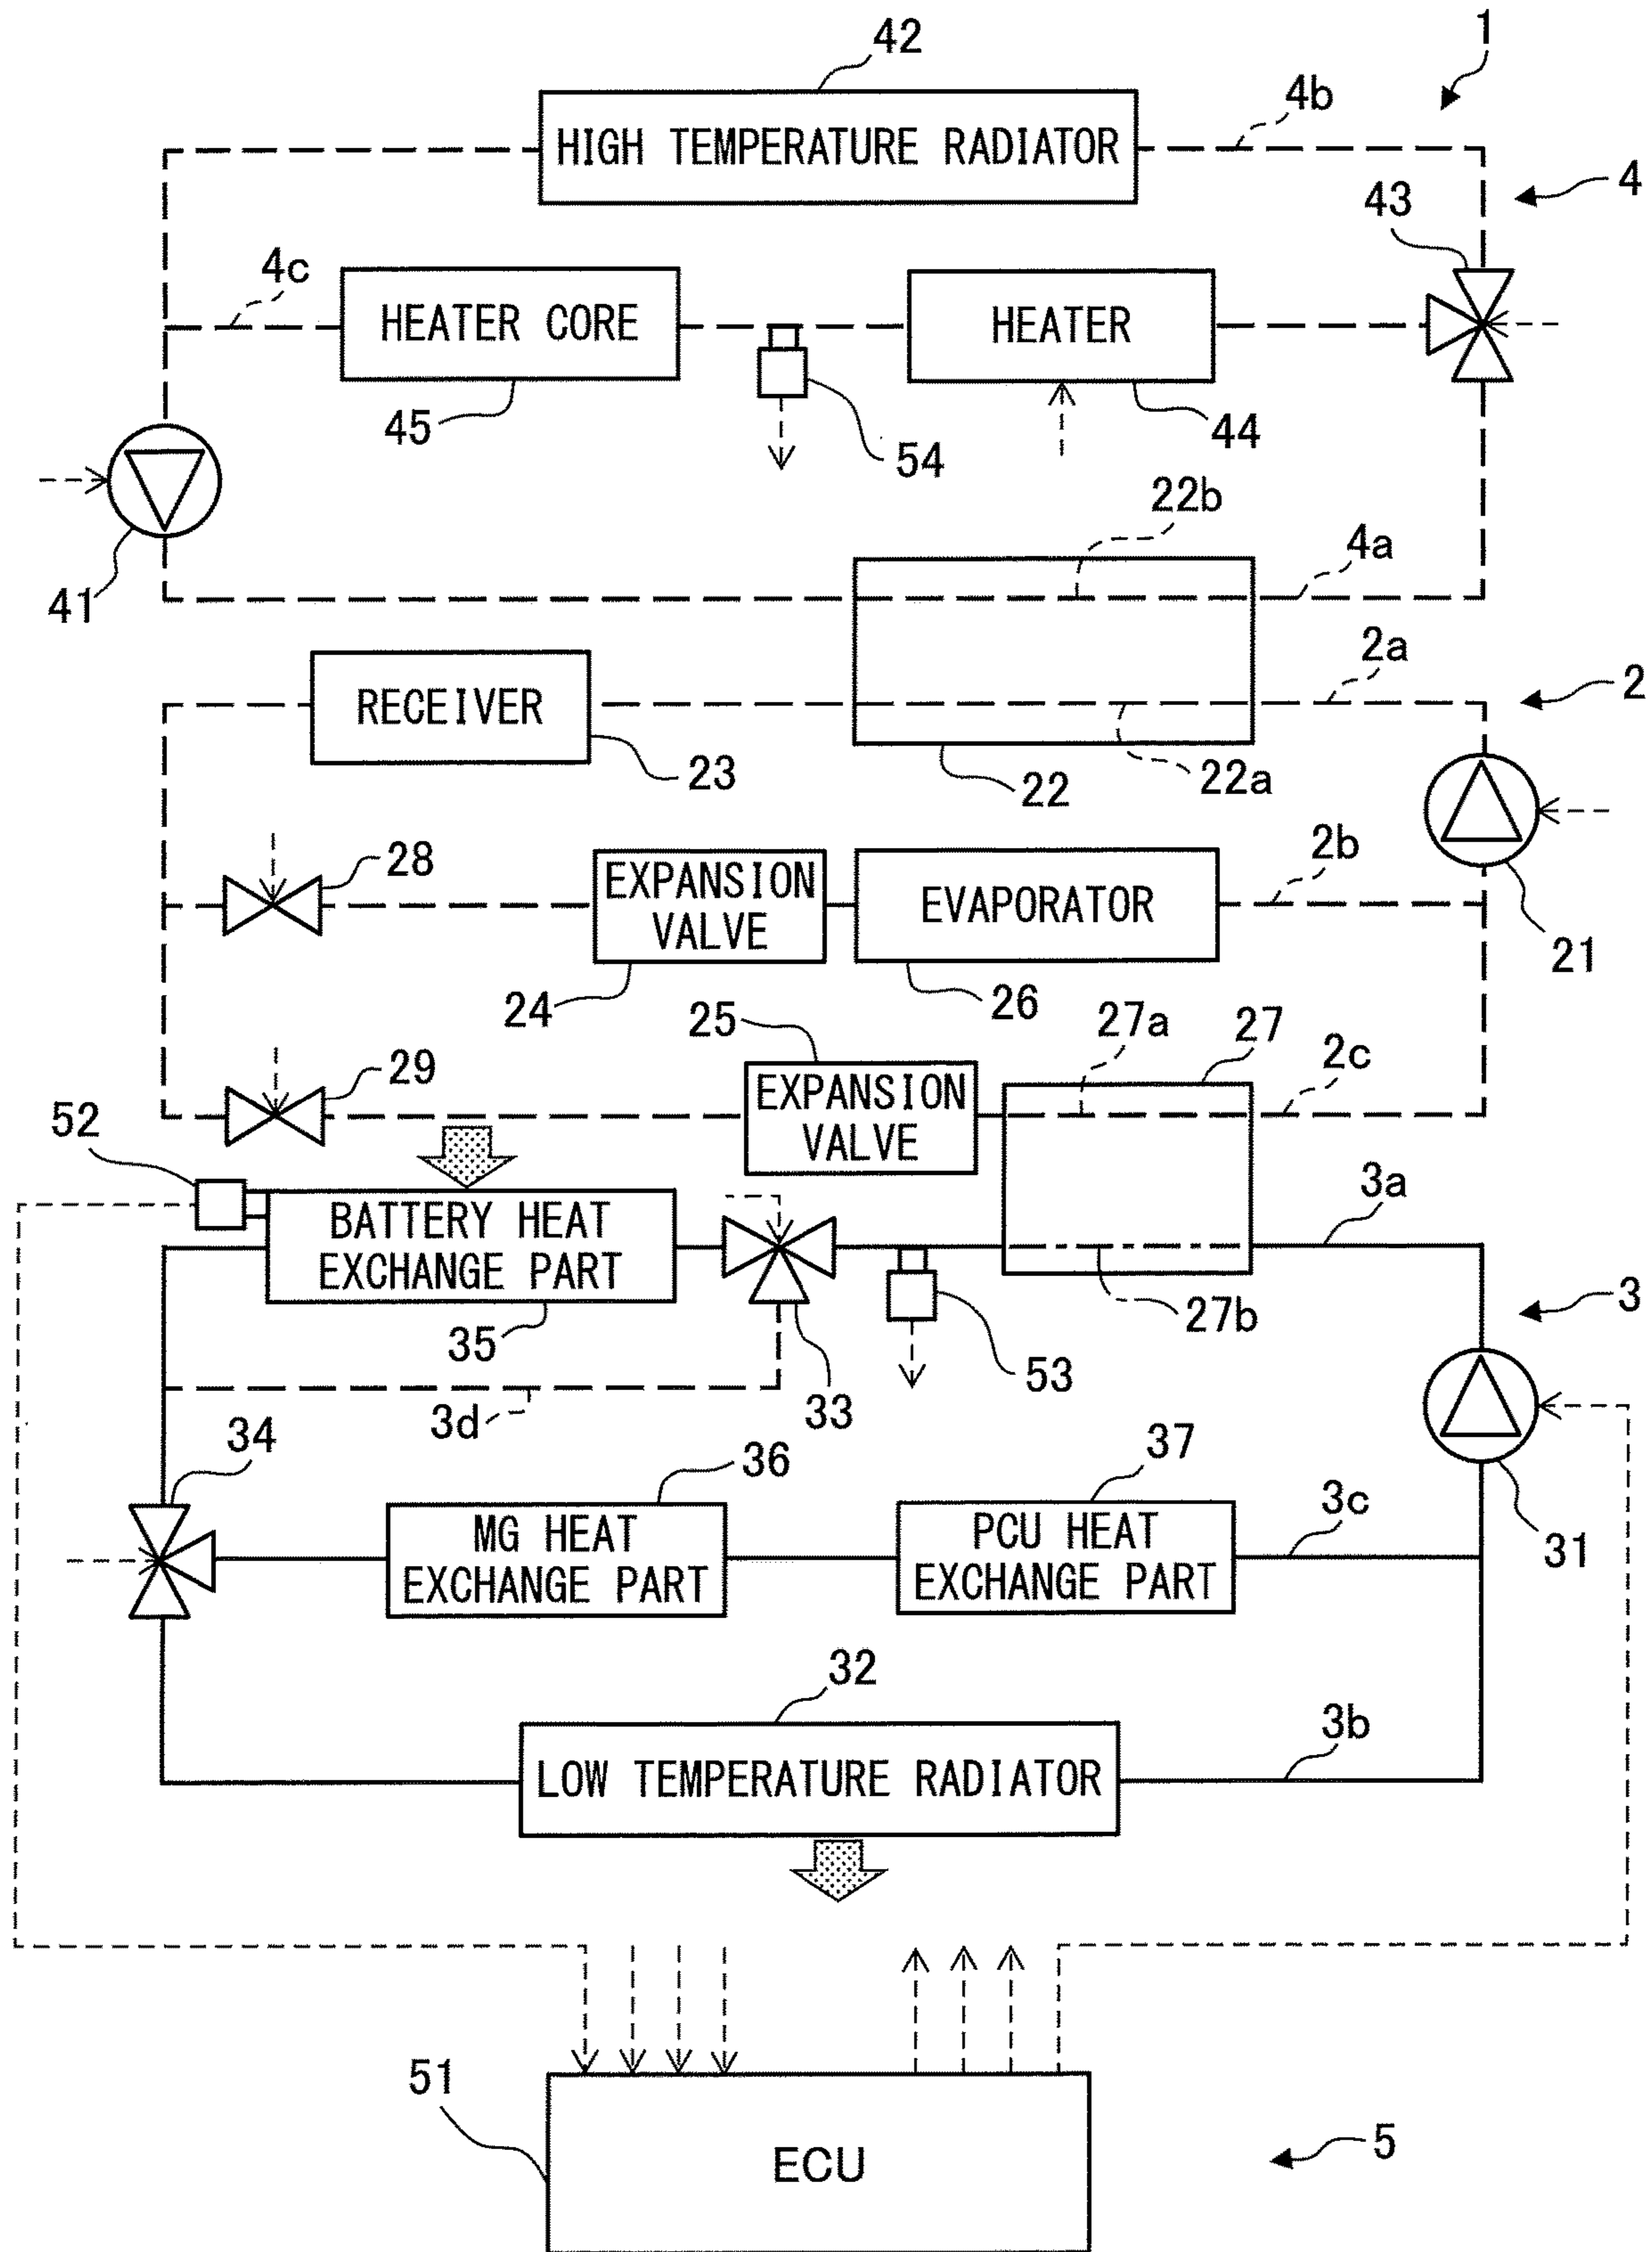 1
42
4b
HIGH TEMPERATURE RADIATOR
4
43
4c
HEATER CORE
HEATER
45
54
44
22b
4a
41
2a
2
RECEIVER
23
22
22a
28
EXPANSION
VALVE
EVAPORATOR
2b
21
24
26
25
27a
27
2c
29
EXPANSION
VALVE
52
3a
BATTERY HEAT
EXCHANGE PART
27b
3
35
53
33
3d
34
36
37
3c
MG HEAT
EXCHANGE PART
PCU HEAT
EXCHANGE PART
31
32
3b
LOW TEMPERATURE RADIATOR
51
ECU
5